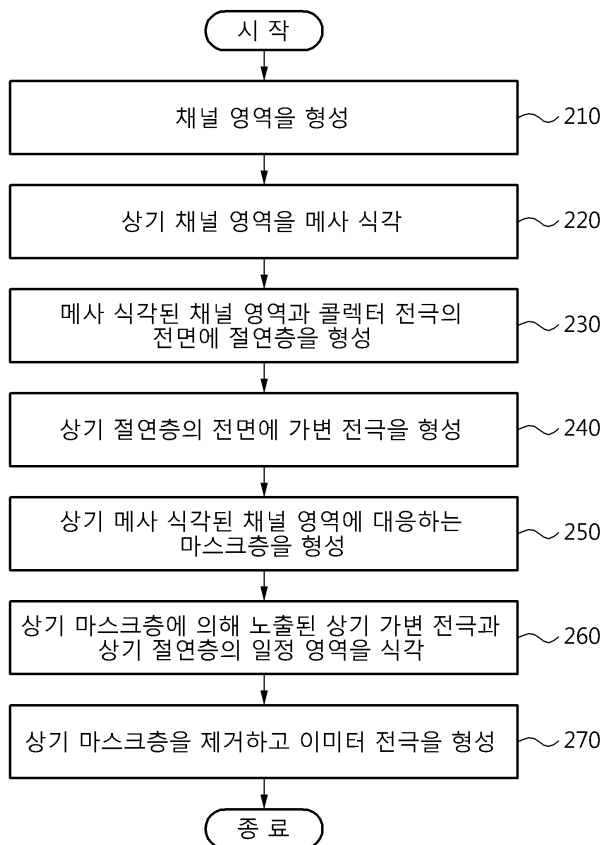 시 작
채널 영역을 형성
210
상기 채널 영역을 메사 식각
220
메사 식각된 채널 영역과 콜렉터 전극의
전면에 절연층을 형성
230
상기 절연층의 전면에 가변 전극을 형성
240
상기 메사 식각된 채널 영역에 대응하는
마스크층을 형성
250
상기 마스크층에 의해 노출된 상기 가변 전극과
상기 절연층의 일정 영역을 식각
260
상기 마스크층을 제거하고 이미터 전극을 형성
270
종 료